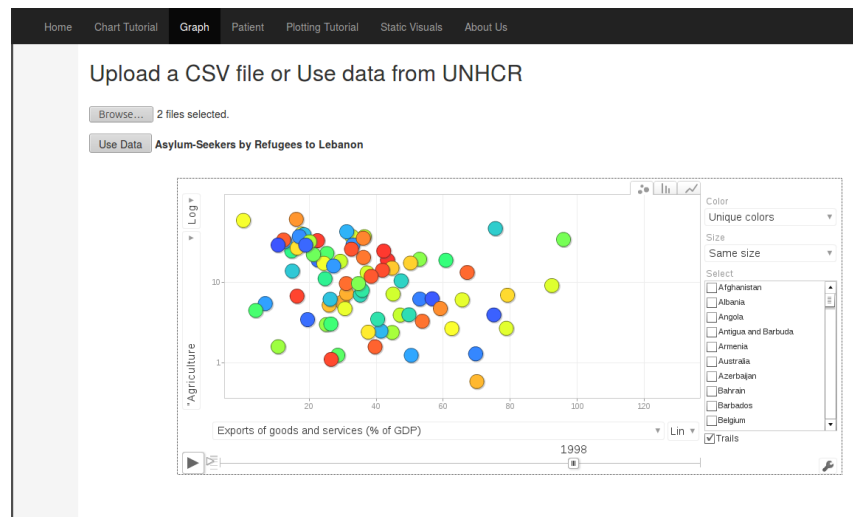 Home Chart Tutorial Graph Patient Plotting Tutorial Static Visuals About Us
Upload a CSV file or Use data from UNHCR
Browse... 2 files selected.
Use Data Asylum-Seekers by Refugees to Lebanon
Log
"Agriculture
10
1
20 40 60 80 100 120
Exports of goods and services (% of GDP) Lin
1998
Color
Unique colors
Size
Same size
Select
Afghanistan
Albania
Angola
Antigua and Barbuda
Armenia
Australia
Azerbaijan
Bahrain
Barbados
Belgium
Trails